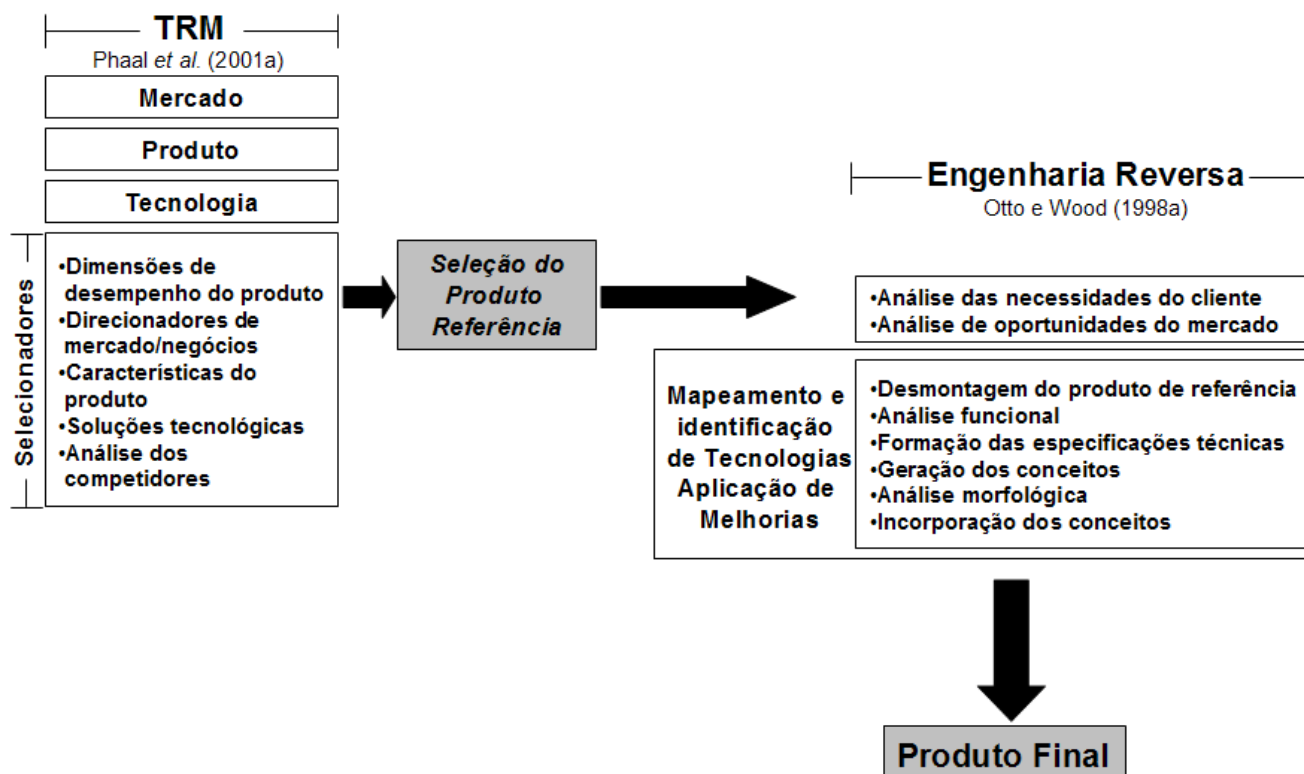 TRM
Phaal et al. (2001a)
Mercado
Produto
Tecnologia
Selecionadores
•Dimensões de
desempenho do produto
•Direcionadores de
mercado/negócios
•Características do
produto
•Soluções tecnológicas
•Análise dos
competidores
Seleção do
Produto
Referência
Engenharia Reversa
Otto e Wood (1998a)
•Análise das necessidades do cliente
•Análise de oportunidades do mercado
Mapeamento e
identificação
de Tecnologias
Aplicação de
Melhorias
•Desmontagem do produto de referência
•Análise funcional
•Formação das especificações técnicas
•Geração dos conceitos
•Análise morfológica
•Incorporação dos conceitos
Produto Final